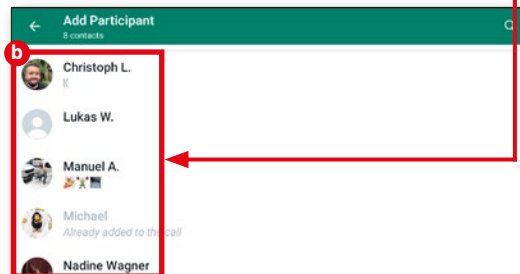 Add Participant
8 contacts
b
Christoph L.
Lukas W.
Manuel A.
Michael
Already added to the call
Nadine Wagner